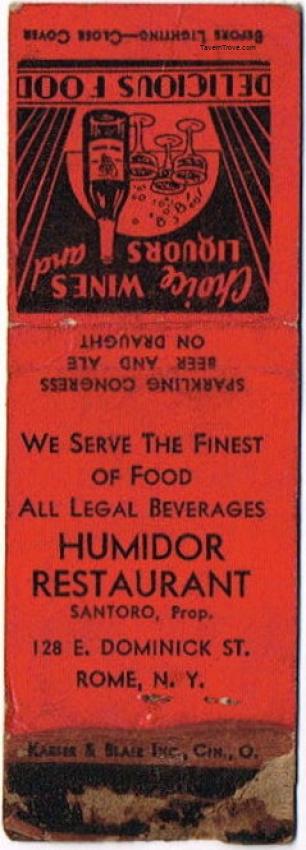 TavernTrove.com
BEFORE LIGHTING—CLOSE COVER
DELICIOUS FOOD
Choice WINES
LIQUORS and
SPARKLING CONGRESS
BEER AND ALE
ON DRAUGHT
WE SERVE THE FINEST
OF FOOD
ALL LEGAL BEVERAGES
HUMIDOR
RESTAURANT
SANTORO, Prop.
128 E. DOMINICK ST.
ROME, N. Y.
KAESER & BLAIR INC., CIN., O.